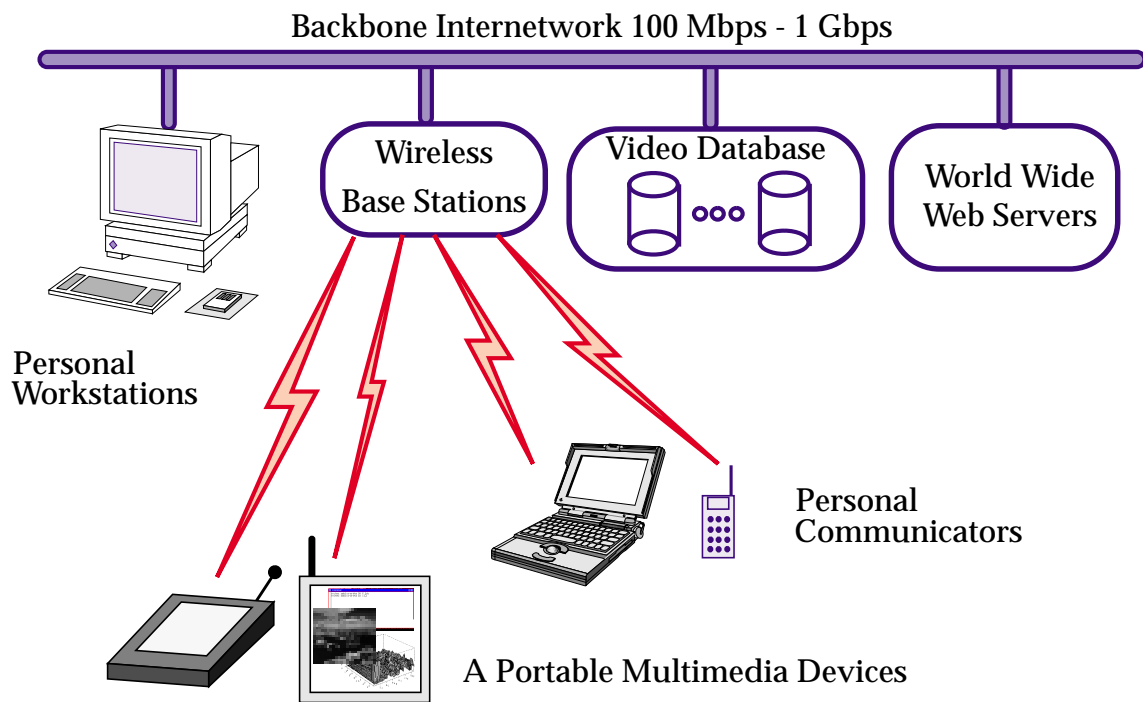 Backbone Internetwork 100 Mbps - 1 Gbps
Wireless
Base Stations
Video Database
World Wide
Web Servers
Personal
Workstations
Personal
Communicators
A Portable Multimedia Devices